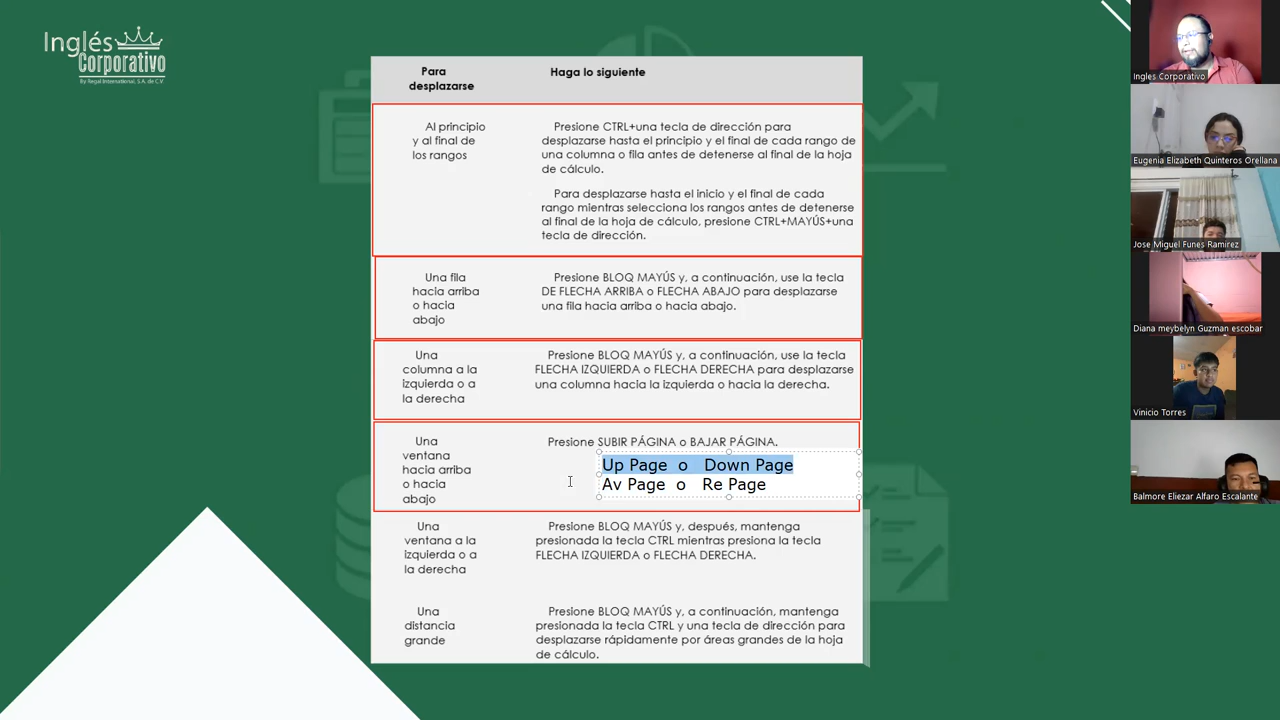 Inglés
Corporativo
By Regal International, S.A. de C.V
Para
desplazarse
Haga lo siguiente
Al principio
y al final de
los rangos
Presione CTRL+una tecla de dirección para
desplazarse hasta el principio y el final de cada rango de
una columna o fila antes de detenerse al final de la hoja
de cálculo.
Para desplazarse hasta el inicio y el final de cada
rango mientras selecciona los rangos antes de detenerse
al final de la hoja de cálculo, presione CTRL+MAYÚS+una
tecla de dirección.
Una fila
hacia arriba
o hacia
abajo
Presione BLOQ MAYÚS y, a continuación, use la tecla
DE FLECHA ARRIBA o FLECHA ABAJO para desplazarse
una fila hacia arriba o hacia abajo.
Una
columna a la
izquierda o a
la derecha
Presione BLOQ MAYÚS y, a continuación, use la tecla
FLECHA IZQUIERDA o FLECHA DERECHA para desplazarse
una columna hacia la izquierda o hacia la derecha.
Una
ventana
hacia arriba
o hacia
abajo
Presione SUBIR PÁGINA o BAJAR PÁGINA.
Up Page o Down Page
Av Page o Re Page
Una
ventana a la
izquierda o a
la derecha
Presione BLOQ MAYÚS y, después, mantenga
presionada la tecla CTRL mientras presiona la tecla
FLECHA IZQUIERDA o FLECHA DERECHA.
Una
distancia
grande
Presione BLOQ MAYÚS y, a continuación, mantenga
presionada la tecla CTRL y una tecla de dirección para
desplazarse rápidamente por áreas grandes de la hoja
de cálculo.
Ingles Corporativo
Eugenia Elizabeth Quinteros Orellana
Jose Miguel Funes Ramirez
Diana meybelyn Guzman escobar
Vinicio Torres
Balmore Eliezar Alfaro Escalante